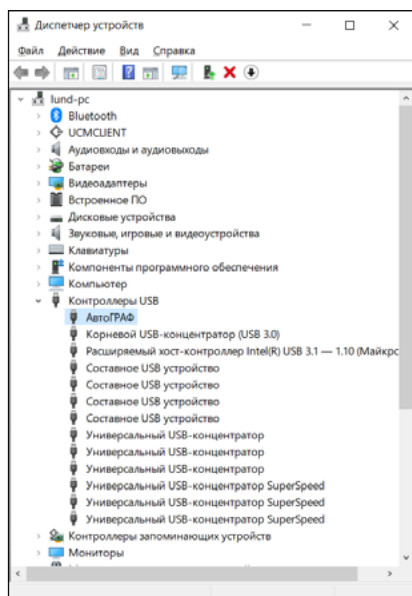 Диспетчер устройств
Файл Действие Вид Справка
lund-pc
Bluetooth
UCMCLIENT
Аудиовходы и аудиовыходы
Батареи
Видеоадаптеры
Встроенное ПО
Дисковые устройства
Звуковые, игровые и видеоустройства
Клавиатуры
Компоненты программного обеспечения
Компьютер
Контроллеры USB
АвтоГРАФ
Корневой USB-концентратор (USB 3.0)
Расширяемый хост-контроллер Intel(R) USB 3.1 — 1.10 (Майкрс
Составное USB устройство
Составное USB устройство
Составное USB устройство
Составное USB устройство
Универсальный USB-концентратор
Универсальный USB-концентратор
Универсальный USB-концентратор
Универсальный USB-концентратор SuperSpeed
Универсальный USB-концентратор SuperSpeed
Универсальный USB-концентратор SuperSpeed
Контроллеры запоминающих устройств
Мониторы